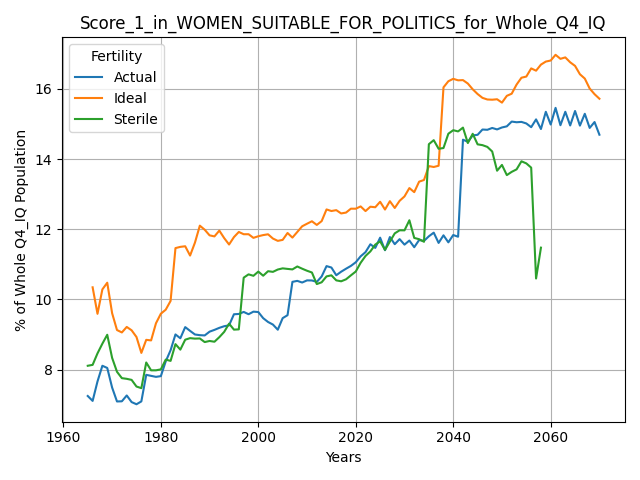 Score_1_in_WOMEN_SUITABLE_FOR_POLITICS_for_Whole_Q4_IQ
Fertility
Actual
Ideal
Sterile
% of Whole Q4_IQ Population
16
14
12
10
8
1960
1980
2000
2020
2040
2060
Years